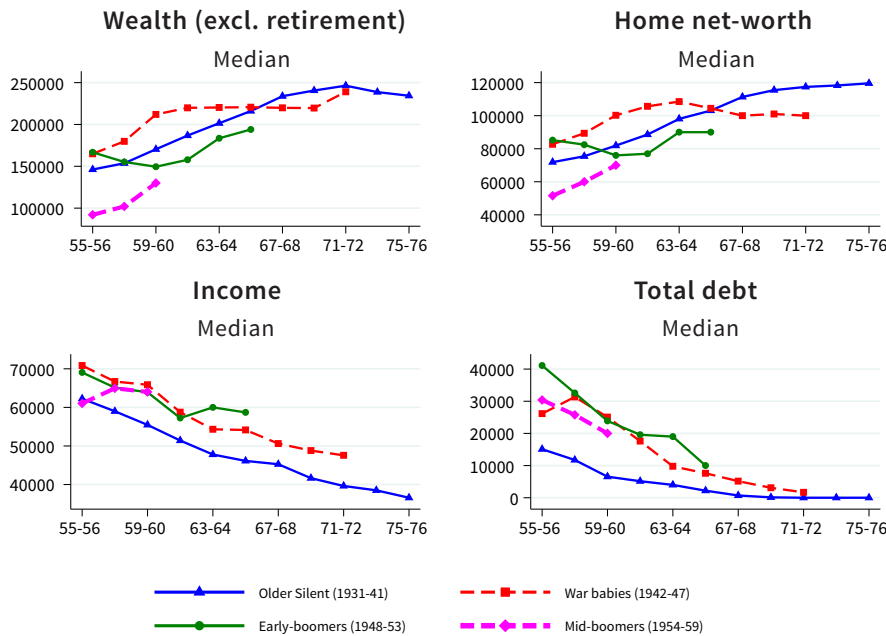 Wealth (excl. retirement)
Median
250000
200000
150000
100000
55-56 59-60 63-64 67-68 71-72 75-76
Home net-worth
Median
120000
100000
80000
60000
40000
55-56 59-60 63-64 67-68 71-72 75-76
Income
Median
70000
60000
50000
40000
55-56 59-60 63-64 67-68 71-72 75-76
Total debt
Median
40000
30000
20000
10000
0
55-56 59-60 63-64 67-68 71-72 75-76
Older Silent (1931-41) War babies (1942-47)
Early-boomers (1948-53) Mid-boomers (1954-59)